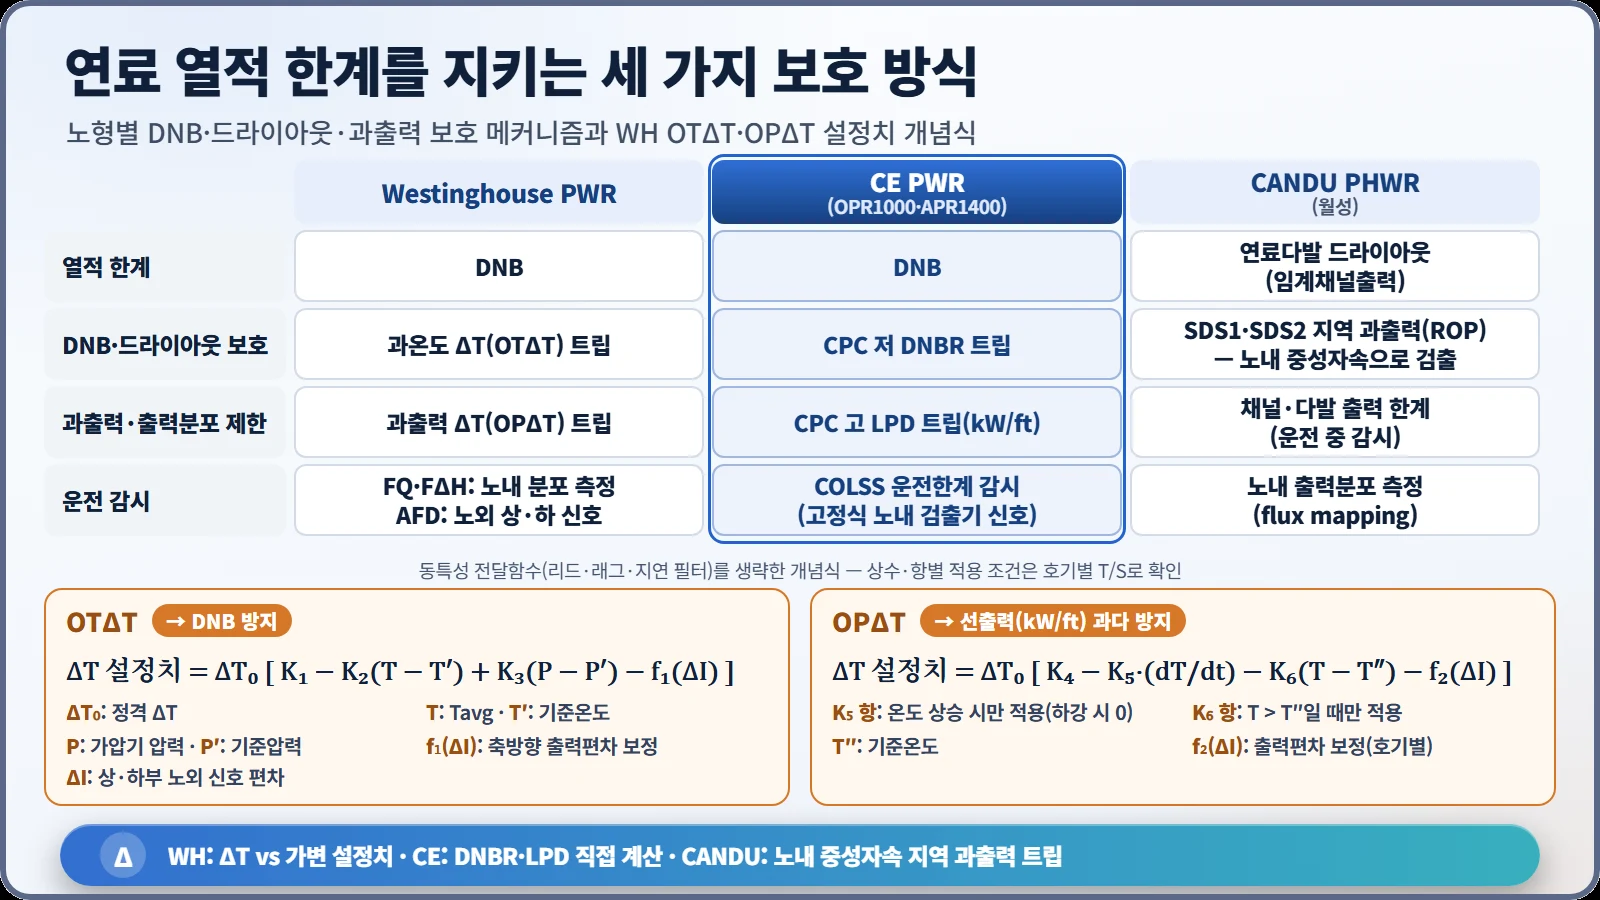 연료 열적 한계를 지키는 세 가지 보호 방식
노형별 DNB·드라이아웃·과출력 보호 메커니즘과 WH OTΔT·OPΔT 설정치 개념식
Westinghouse PWR
CE PWR
(OPR1000·APR1400)
CANDU PHWR
(월성)
열적 한계
DNB
DNB
연료다발 드라이아웃
(임계채널출력)
DNB·드라이아웃 보호
과온도 ΔT(OTΔT) 트립
CPC 저 DNBR 트립
SDS1·SDS2 지역 과출력(ROP)
— 노내 중성자속으로 검출
과출력·출력분포 제한
과출력 ΔT(OPΔT) 트립
CPC 고 LPD 트립(kW/ft)
채널·다발 출력 한계
(운전 중 감시)
운전 감시
FQ·FΔH: 노내 분포 측정
AFD: 노외 상·하 신호
COLSS 운전한계 감시
(고정식 노내 검출기 신호)
노내 출력분포 측정
(flux mapping)
동특성 전달함수(리드·래그·지연 필터)를 생략한 개념식 — 상수·항별 적용 조건은 호기별 T/S로 확인
OTΔT → DNB 방지
ΔT 설정치 = ΔT₀ [ K₁ − K₂(T − T′) + K₃(P − P′) − f₁(ΔI) ]
ΔT₀: 정격 ΔT
T: Tavg · T′: 기준온도
P: 가압기 압력 · P′: 기준압력
f₁(ΔI): 축방향 출력편차 보정
ΔI: 상·하부 노외 신호 편차
OPΔT → 선출력(kW/ft) 과다 방지
ΔT 설정치 = ΔT₀ [ K₄ − K₅·(dT/dt) − K₆(T − T″) − f₂(ΔI) ]
K₅ 항: 온도 상승 시만 적용(하강 시 0)
K₆ 항: T > T″일 때만 적용
T″: 기준온도
f₂(ΔI): 출력편차 보정(호기별)
Δ WH: ΔT vs 가변 설정치 · CE: DNBR·LPD 직접 계산 · CANDU: 노내 중성자속 지역 과출력 트립